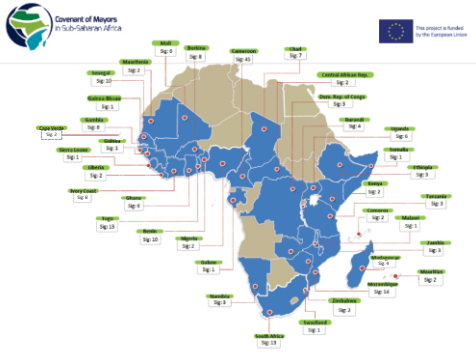 Covenant of Mayors
in Sub-Saharan Africa
This project is funded
by the European Union
Mali
Sig: 6
Burkina
Sig: 8
Cameroon
Sig: 45
Chad
Sig: 7
Mauritania
Sig: 2
Senegal
Sig: 10
Guinea-Bissau
Sig: 1
Gambia
Sig: 8
Cape Verde
Sig: 2
Guinea
Sig: 1
Sierra Leone
Sig: 1
Liberia
Sig: 2
Ivory Coast
Ghana
Togo
Sig: 19
Benin
Sig: 10
Nigeria
Sig: 2
Gabon
Sig: 1
Namibia
Sig: 3
South Africa
Sig: 13
Swaziland
Sig: 1
Zimbabwe
Sig: 2
Mozambique
Sig: 14
Mauritius
Sig: 2
Madagascar
Sig: 4
Zambia
Sig: 3
Malawi
Sig: 1
Comoros
Sig: 2
Tanzania
Sig: 3
Kenya
Sig: 2
Ethiopia
Sig: 3
Somalia
Sig: 1
Uganda
Sig: 6
Burundi
Sig: 4
Dem. Rep. of Congo
Sig: 9
Central African Rep.
Sig: 2